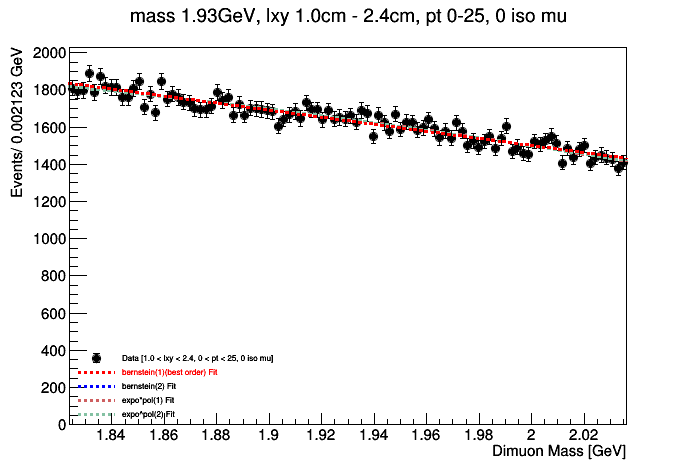 mass 1.93GeV, lxy 1.0cm - 2.4cm, pt 0-25, 0 iso mu
Events/ 0.002123 GeV
2000
1800
1600
1400
1200
1000
800
600
400
200
0
Data [1.0 < lxy < 2.4, 0 < pt < 25, 0 iso mu]
bernstein(1)(best order) Fit
bernstein(2) Fit
expo*pol(1) Fit
expo*pol(2) Fit
1.84 1.86 1.88 1.9 1.92 1.94 1.96 1.98 2 2.02
Dimuon Mass [GeV]